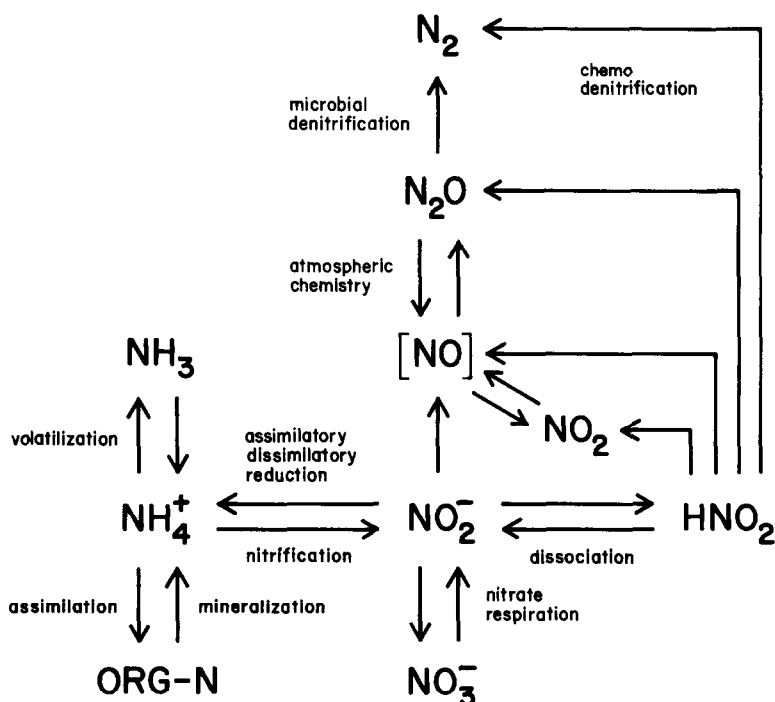 N₂
chemo
denitrification
microbial
denitrification
N₂O
atmospheric
chemistry
NH₃
[NO]
NO₂
volatilization
assimilatory
dissimilatory
reduction
NH₄⁺
NO₂⁻
HNO₂
nitrification
dissociation
assimilation
mineralization
nitrate
respiration
ORG-N
NO₃⁻